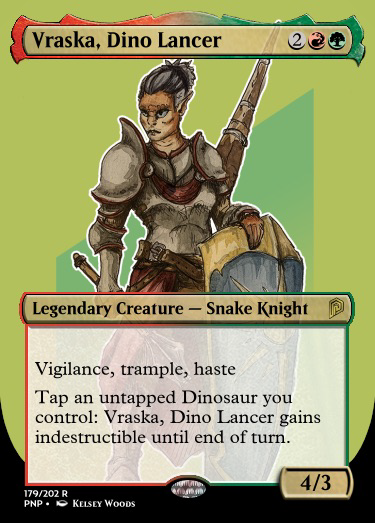 Vraska, Dino Lancer 2
Legendary Creature — Snake Knight
Vigilance, trample, haste
Tap an untapped Dinosaur you
control: Vraska, Dino Lancer gains
indestructible until end of turn.
4/3
179/202 R
PNP • Kelsey Woods